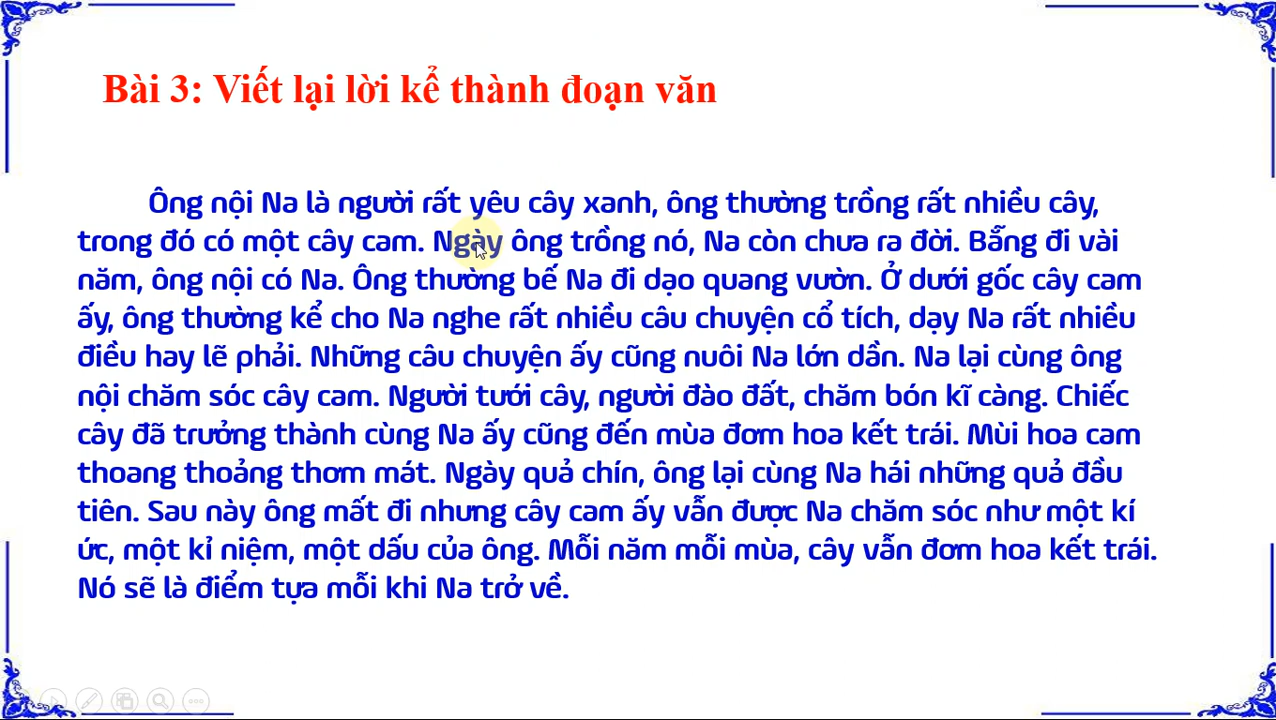 Bài 3: Viết lại lời kể thành đoạn văn
Ông nội Na là người rất yêu cây xanh, ông thường trồng rất nhiều cây,
trong đó có một cây cam. Ngày ông trồng nó, Na còn chưa ra đời. Bẵng đi vài
năm, ông nội có Na. Ông thường bế Na đi dạo quang vườn. Ở dưới gốc cây cam
ấy, ông thường kể cho Na nghe rất nhiều câu chuyện cổ tích, dạy Na rất nhiều
điều hay lẽ phải. Những câu chuyện ấy cũng nuôi Na lớn dần. Na lại cùng ông
nội chăm sóc cây cam. Người tưới cây, người đào đất, chăm bón kĩ càng. Chiếc
cây đã trưởng thành cùng Na ấy cũng đến mùa đơm hoa kết trái. Mùi hoa cam
thoang thoảng thơm mát. Ngày quả chín, ông lại cùng Na hái những quả đầu
tiên. Sau này ông mất đi nhưng cây cam ấy vẫn được Na chăm sóc như một kí
ức, một kỉ niệm, một dấu của ông. Mỗi năm mỗi mùa, cây vẫn đơm hoa kết trái.
Nó sẽ là điểm tựa mỗi khi Na trở về.